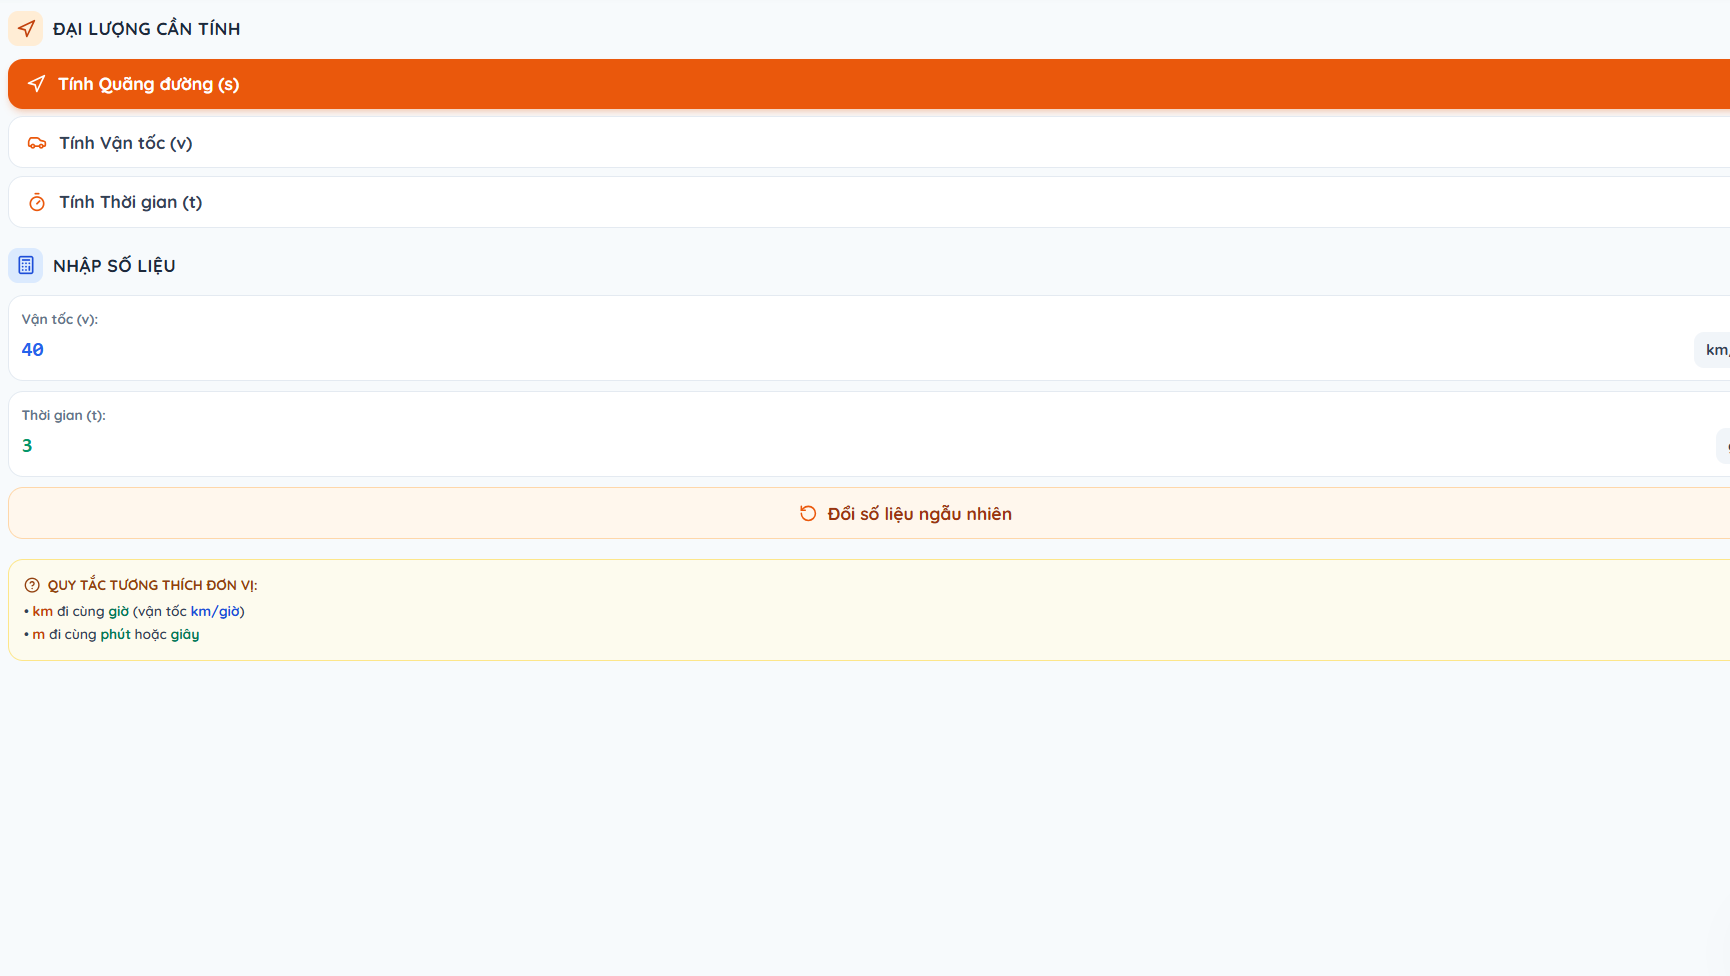 ĐẠI LƯỢNG CẦN TÍNH
Tính Quãng đường (s)
Tính Vận tốc (v)
Tính Thời gian (t)
NHẬP SỐ LIỆU
Vận tốc (v):
40
km/
Thời gian (t):
3
Đổi số liệu ngẫu nhiên
QUY TẮC TƯƠNG THÍCH ĐƠN VỊ:
• km đi cùng giờ (vận tốc km/giờ)
• m đi cùng phút hoặc giây